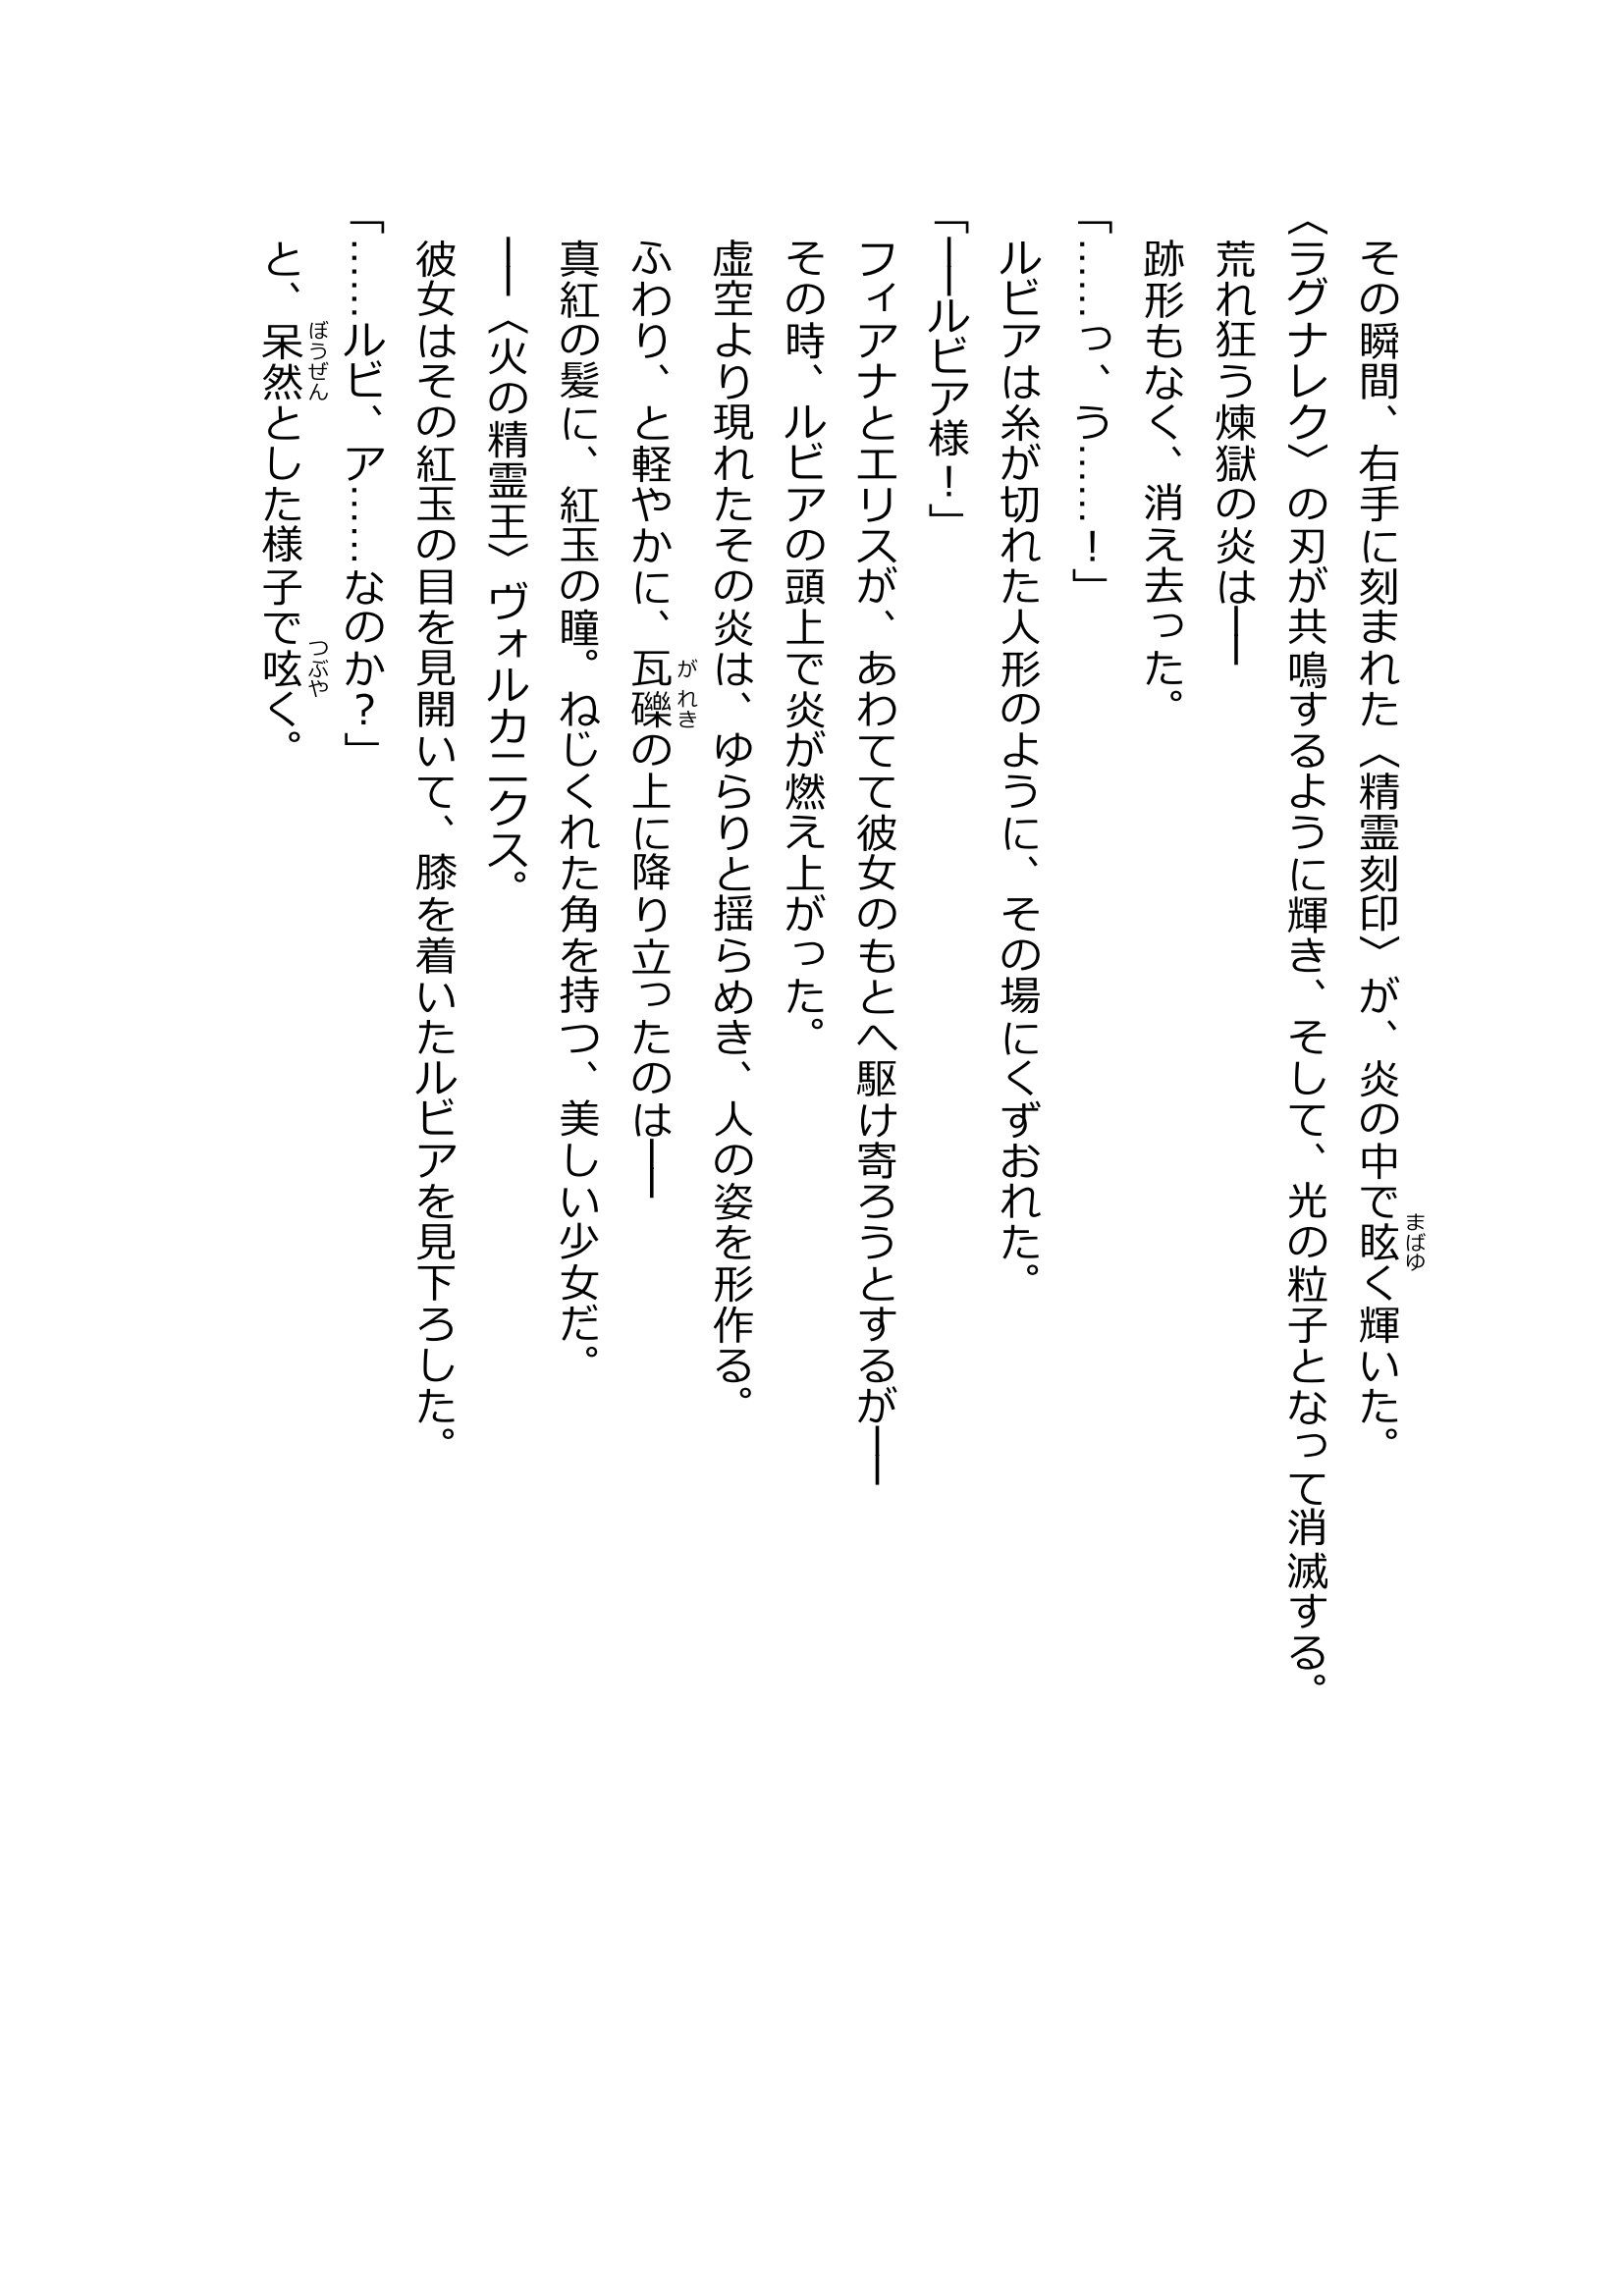 その瞬間、右手に刻まれた〈精霊刻印〉が、炎の中で眩く輝いた。
〈ラグナレク〉の刃が共鳴するように輝き、そして、光の粒子となって消滅する。
荒れ狂う煉獄の炎は――
跡形もなく、消え去った。
「……っ、う……！」
ルビアは糸が切れた人形のように、その場にくずおれた。
「――ルビア様！」
フィアナとエリスが、あわてて彼女のもとへ駆け寄ろうとするが――
その時、ルビアの頭上で炎が燃え上がった。
虚空より現れたその炎は、ゆらりと揺らめき、人の姿を形作る。
ふわり、と軽やかに、瓦礫の上に降り立ったのは――
真紅の髪に、紅玉の瞳。ねじくれた角を持つ、美しい少女だ。
――〈火の精霊王〉ヴォルカニクス。
彼女はその紅玉の目を見開いて、膝を着いたルビアを見下ろした。
「……ルビ、ア……なのか？」
と、呆然とした様子で呟く。
まばゆ
がれき
ぼうぜん
つぶや